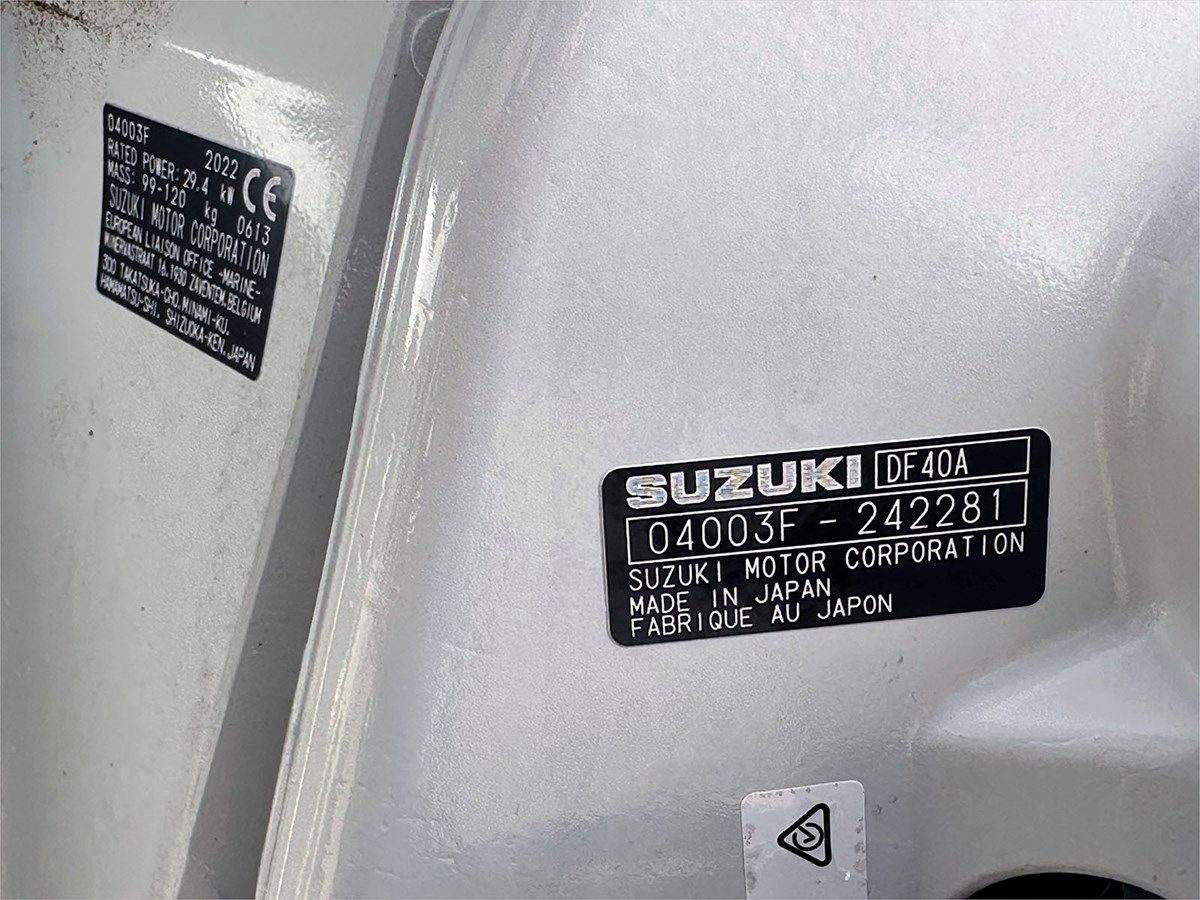 04003F 2022 CE
RATED POWER: 29.4 kW
MASS: 99-120 kg 0613
SUZUKI MOTOR CORPORATION
EUROPEAN LIAISON OFFICE -MARINE-
MINERVASTRAAT 16, 1930 ZAVENTEM, BELGIUM
300 TAKATSUKA-CHO, MINAMI-KU,
HAMAMATSU-SHI, SHIZUOKA-KEN, JAPAN
SUZUKI DF40A
04003F - 242281
SUZUKI MOTOR CORPORATION
MADE IN JAPAN
FABRIQUE AU JAPON